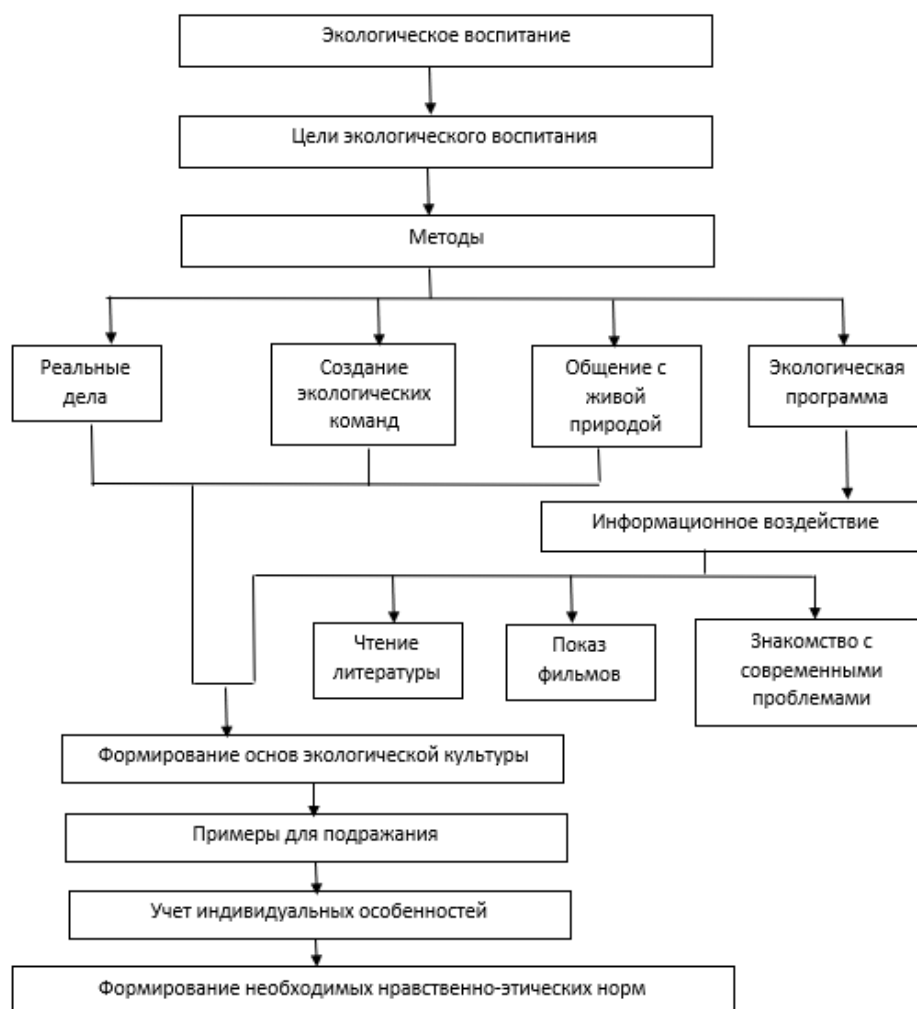 Экологическое воспитание
Цели экологического воспитания
Методы
Реальные
дела
Создание
экологических
команд
Общение с
живой
природой
Экологическая
программа
Информационное воздействие
Чтение
литературы
Показ
фильмов
Знакомство с
современными
проблемами
Формирование основ экологической культуры
Примеры для подражания
Учет индивидуальных особенностей
Формирование необходимых нравственно-этических норм